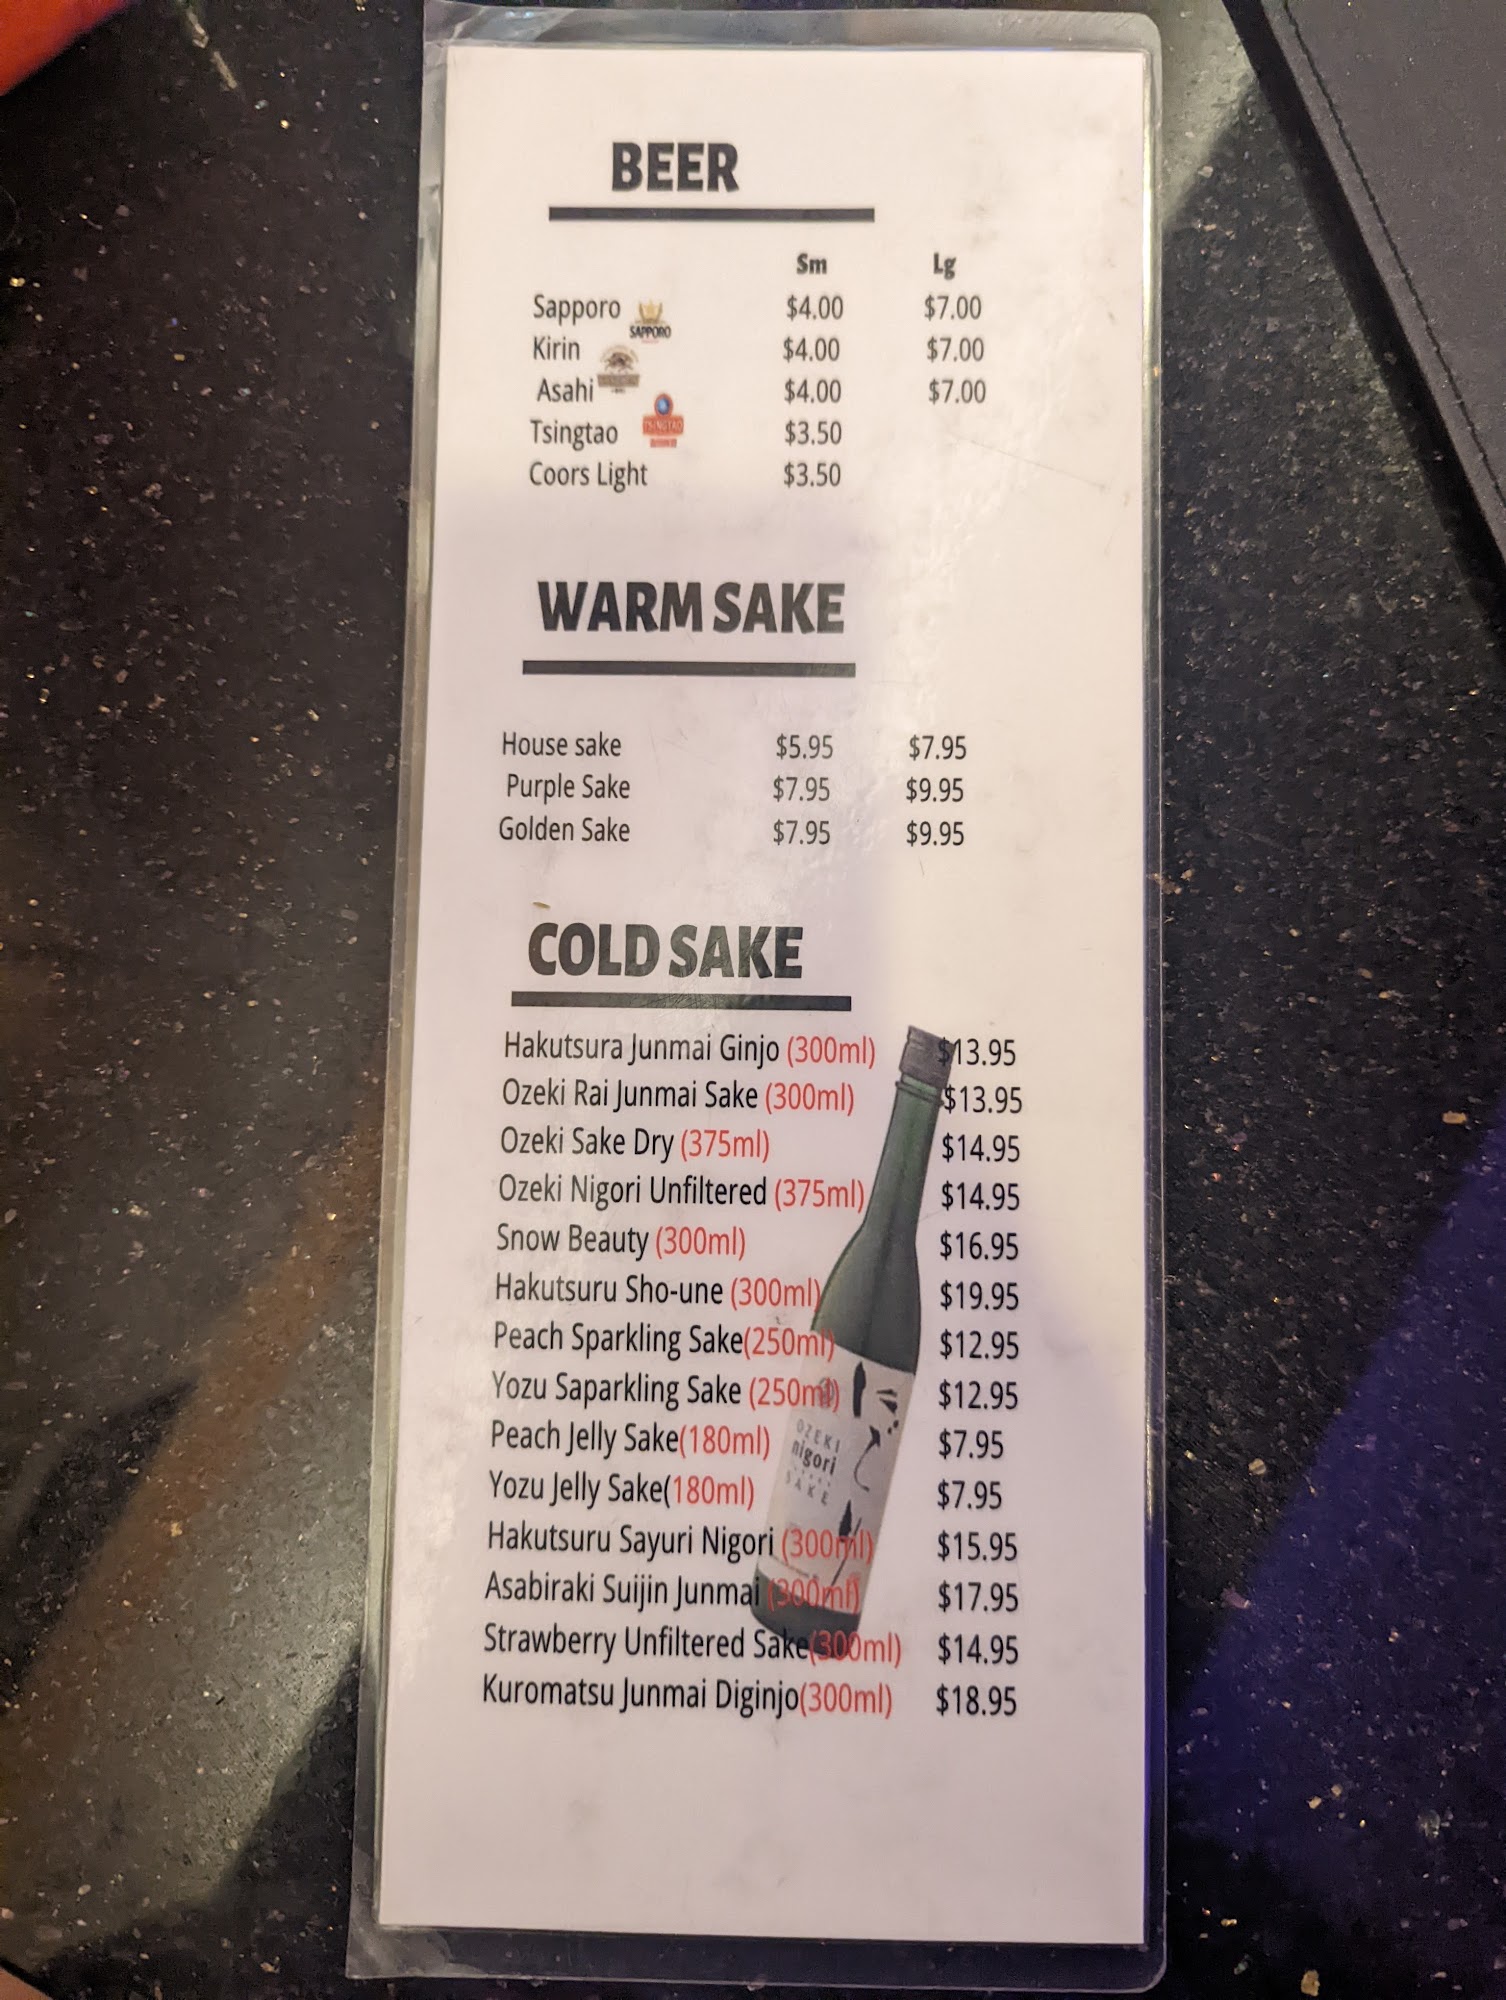 BEER
Sm Lg
Sapporo $4.00 $7.00
SAPPORO
Kirin $4.00 $7.00
Asahi $4.00 $7.00
Tsingtao $3.50
TSINGTAO
Coors Light $3.50
WARM SAKE
House sake $5.95 $7.95
Purple Sake $7.95 $9.95
Golden Sake $7.95 $9.95
COLD SAKE
Hakutsura Junmai Ginjo (300ml) $13.95
Ozeki Rai Junmai Sake (300ml) $13.95
Ozeki Sake Dry (375ml) $14.95
Ozeki Nigori Unfiltered (375ml) $14.95
Snow Beauty (300ml) $16.95
Hakutsuru Sho-une (300ml) $19.95
Peach Sparkling Sake(250ml) $12.95
Yozu Saparkling Sake (250ml) $12.95
Peach Jelly Sake(180ml) $7.95
Yozu Jelly Sake(180ml) $7.95
Hakutsuru Sayuri Nigori (300ml) $15.95
Asabiraki Suijin Junmai (300ml) $17.95
Strawberry Unfiltered Sake(300ml) $14.95
Kuromatsu Junmai Diginjo(300ml) $18.95
OZEKI
nigori
SAKE